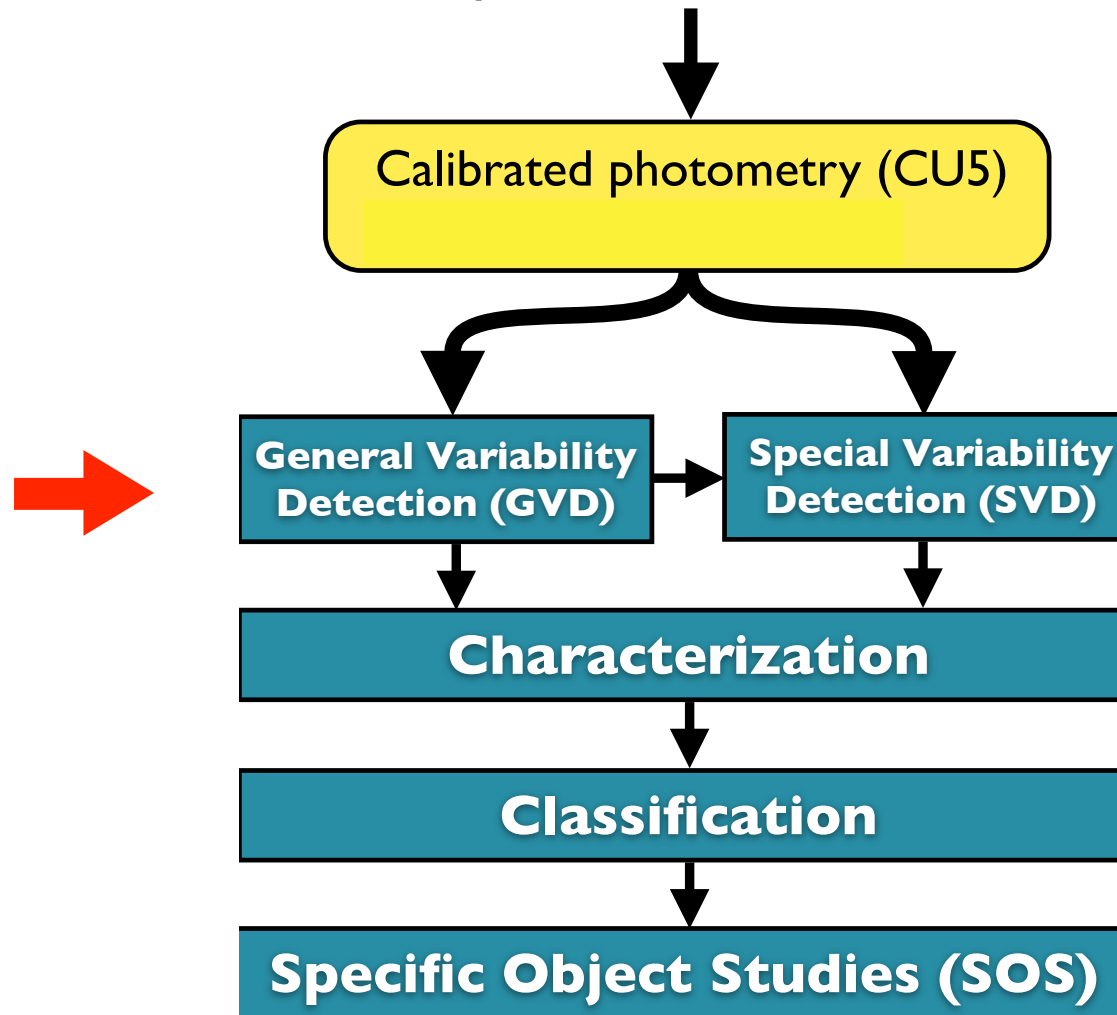 Calibrated photometry (CU5)
General Variability
Detection (GVD)
Special Variability
Detection (SVD)
Characterization
Classification
Specific Object Studies (SOS)